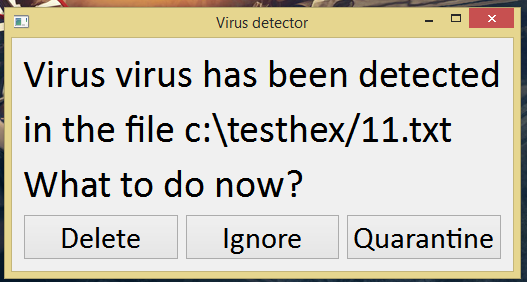 Virus detector
Virus virus has been detected
in the file c:\testhex/11.txt
What to do now?
Delete Ignore Quarantine